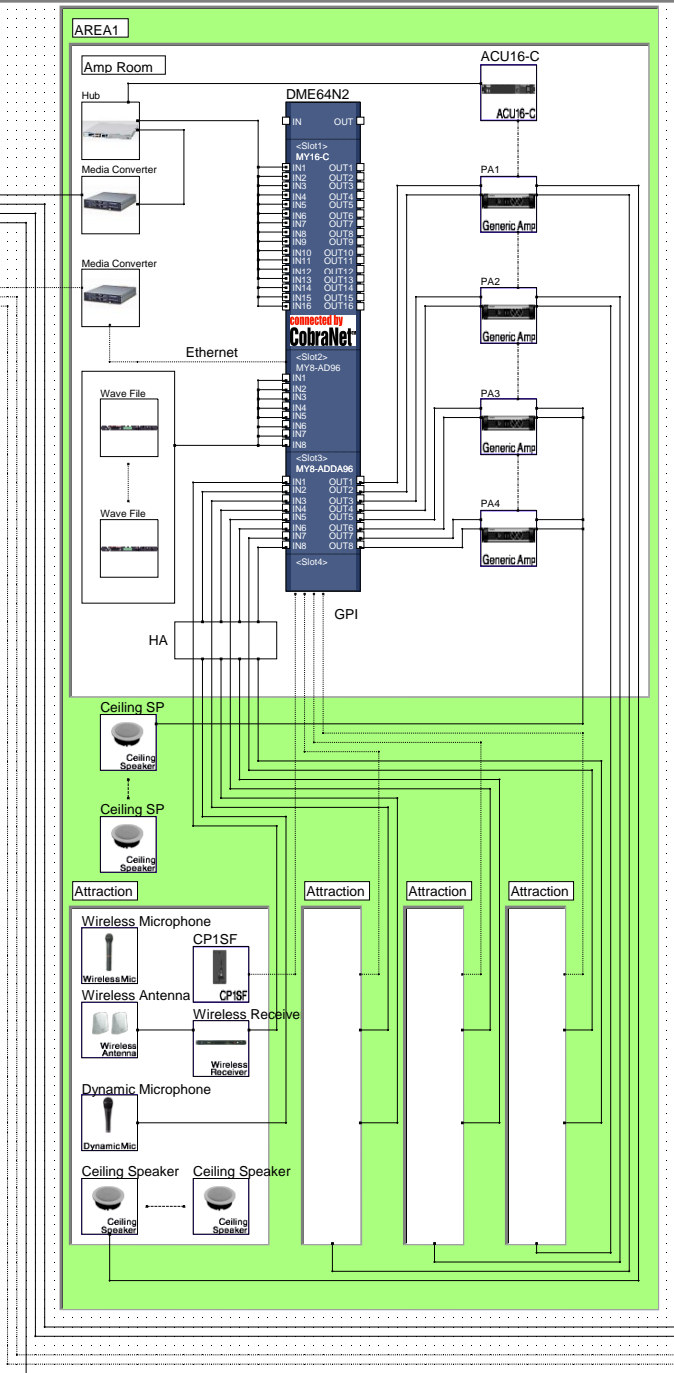 AREA1
Amp Room
ACU16-C
ACU16-C
Hub
DME64N2
IN OUT
<Slot1>
MY16-C
IN1 OUT1
IN2 OUT2
IN3 OUT3
IN4 OUT4
IN5 OUT5
IN6 OUT6
IN7 OUT7
IN8 OUT8
IN9 OUT9
IN10 OUT10
IN11 OUT11
IN12 OUT12
IN13 OUT13
IN14 OUT14
IN15 OUT15
IN16 OUT16
connected by
CobraNet™
Media Converter
Media Converter
Ethernet
<Slot2>
MY8-AD96
IN1
IN2
IN3
IN4
IN5
IN6
IN7
IN8
<Slot3>
MY8-ADDA96
IN1 OUT1
IN2 OUT2
IN3 OUT3
IN4 OUT4
IN5 OUT5
IN6 OUT6
IN7 OUT7
IN8 OUT8
<Slot4>
GPI
Wave File
Wave File
HA
PA1
Generic Amp
PA2
Generic Amp
PA3
Generic Amp
PA4
Generic Amp
Ceiling SP
Ceiling
Speaker
Ceiling SP
Ceiling
Speaker
Attraction
Attraction
Attraction
Attraction
Wireless Microphone
WirelessMic
CP1SF
CP1SF
Wireless Antenna
Wireless
Antenna
Wireless Receive
Wireless
Receiver
Dynamic Microphone
DynamicMic
Ceiling Speaker
Ceiling
Speaker
Ceiling Speaker
Ceiling
Speaker